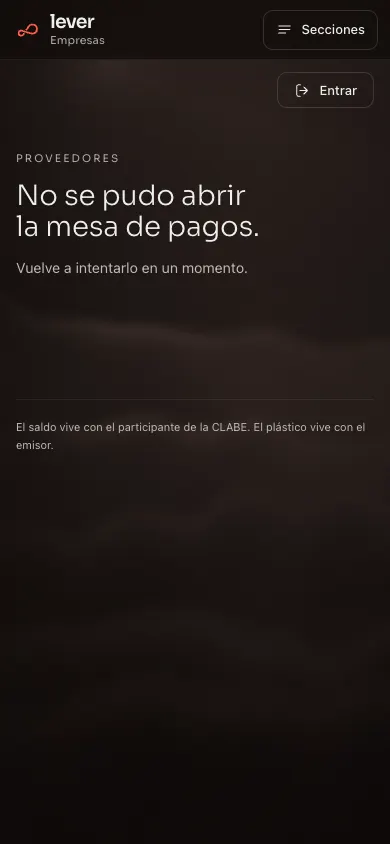 lever
Empresas
Secciones
Entrar
PROVEEDORES
No se pudo abrir
la mesa de pagos.
Vuelve a intentarlo en un momento.
El saldo vive con el participante de la CLABE. El plástico vive con el
emisor.